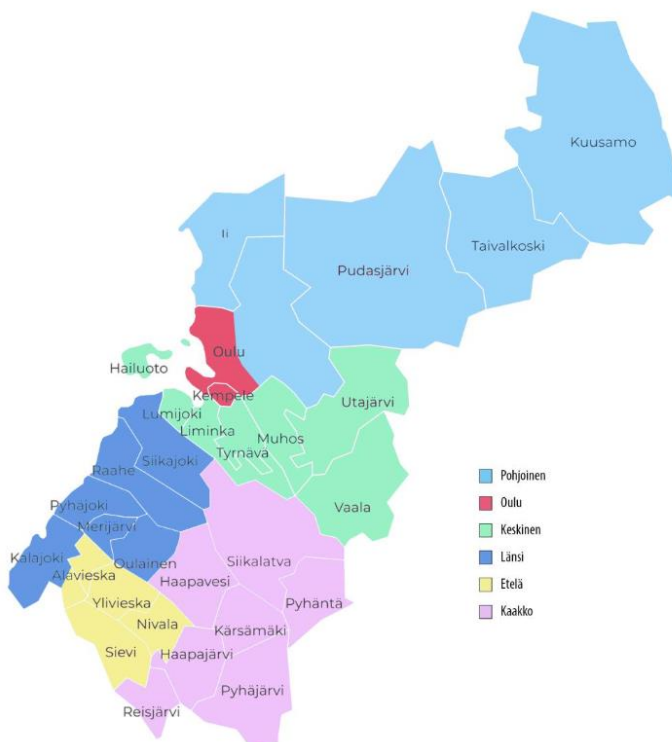 Kuusamo
Ii
Taivalkoski
Pudasjärvi
Oulu
Hailuoto
Kempele
Utajärvi
Lumijoki
Liminka
Muhos
Tyrnävä
Siikajoki
Raahe
Vaala
Pyhäjoki
Merijärvi
Kalajoki
Oulainen
Siikalatva
Alavieska
Haapavesi
Ylivieska
Pyhäntä
Nivala
Kärsämäki
Sievi
Haapajärvi
Pyhäjärvi
Reisjärvi
Pohjoinen
Oulu
Keskinen
Länsi
Etelä
Kaakko